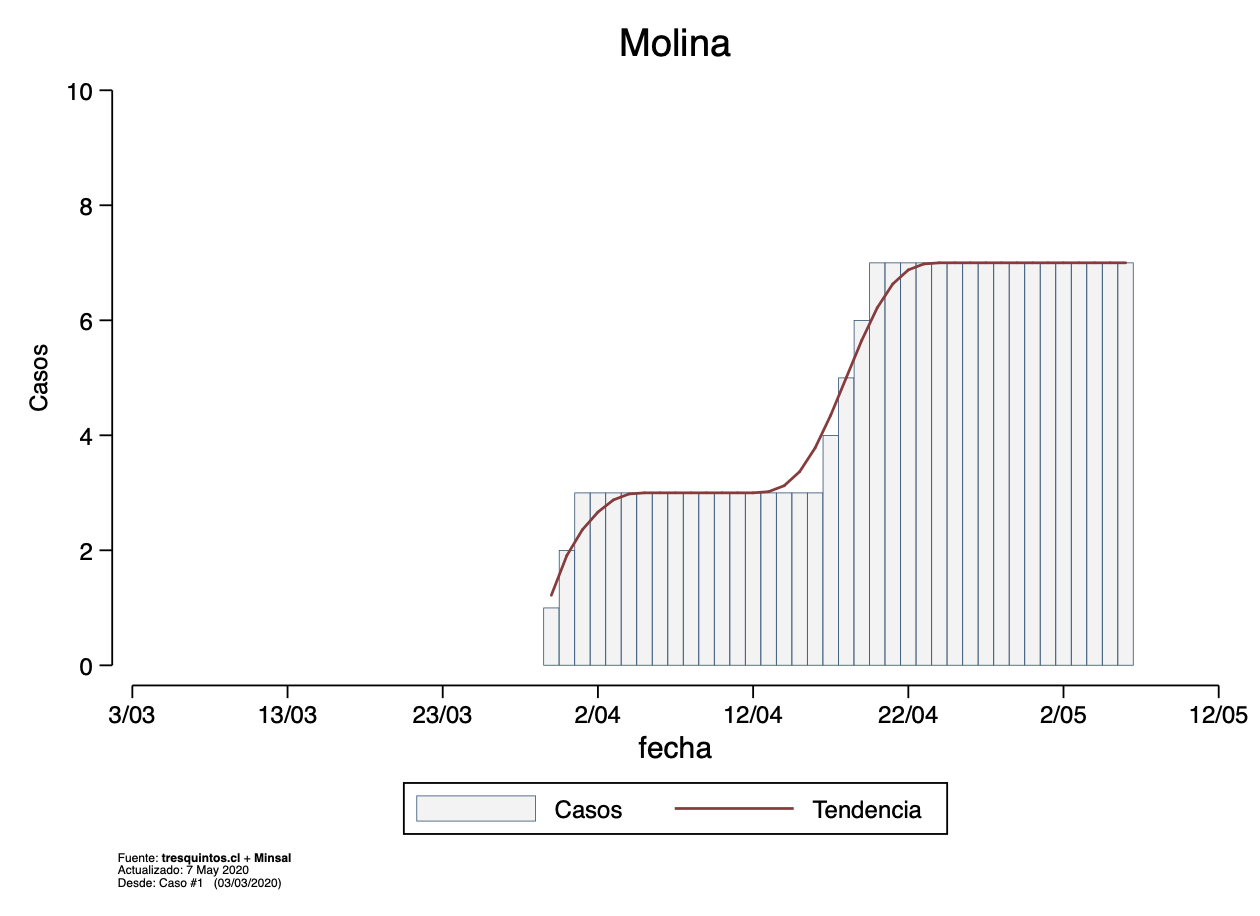 Molina
10
8
6
4
2
0
Casos
3/03 13/03 23/03 2/04 12/04 22/04 2/05 12/05
fecha
Casos Tendencia
Fuente: tresquintos.cl + Minsal
Actualizado: 7 May 2020
Desde: Caso #1 (03/03/2020)